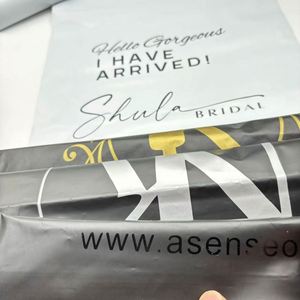 Hello Gorgeous
I HAVE
ARRIVED!
Shula
BRIDAL
www.asenseo